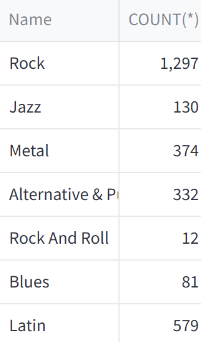 Name COUNT(*)
Rock 1,297
Jazz 130
Metal 374
Alternative & 332
Rock And Roll 12
Blues 81
Latin 579